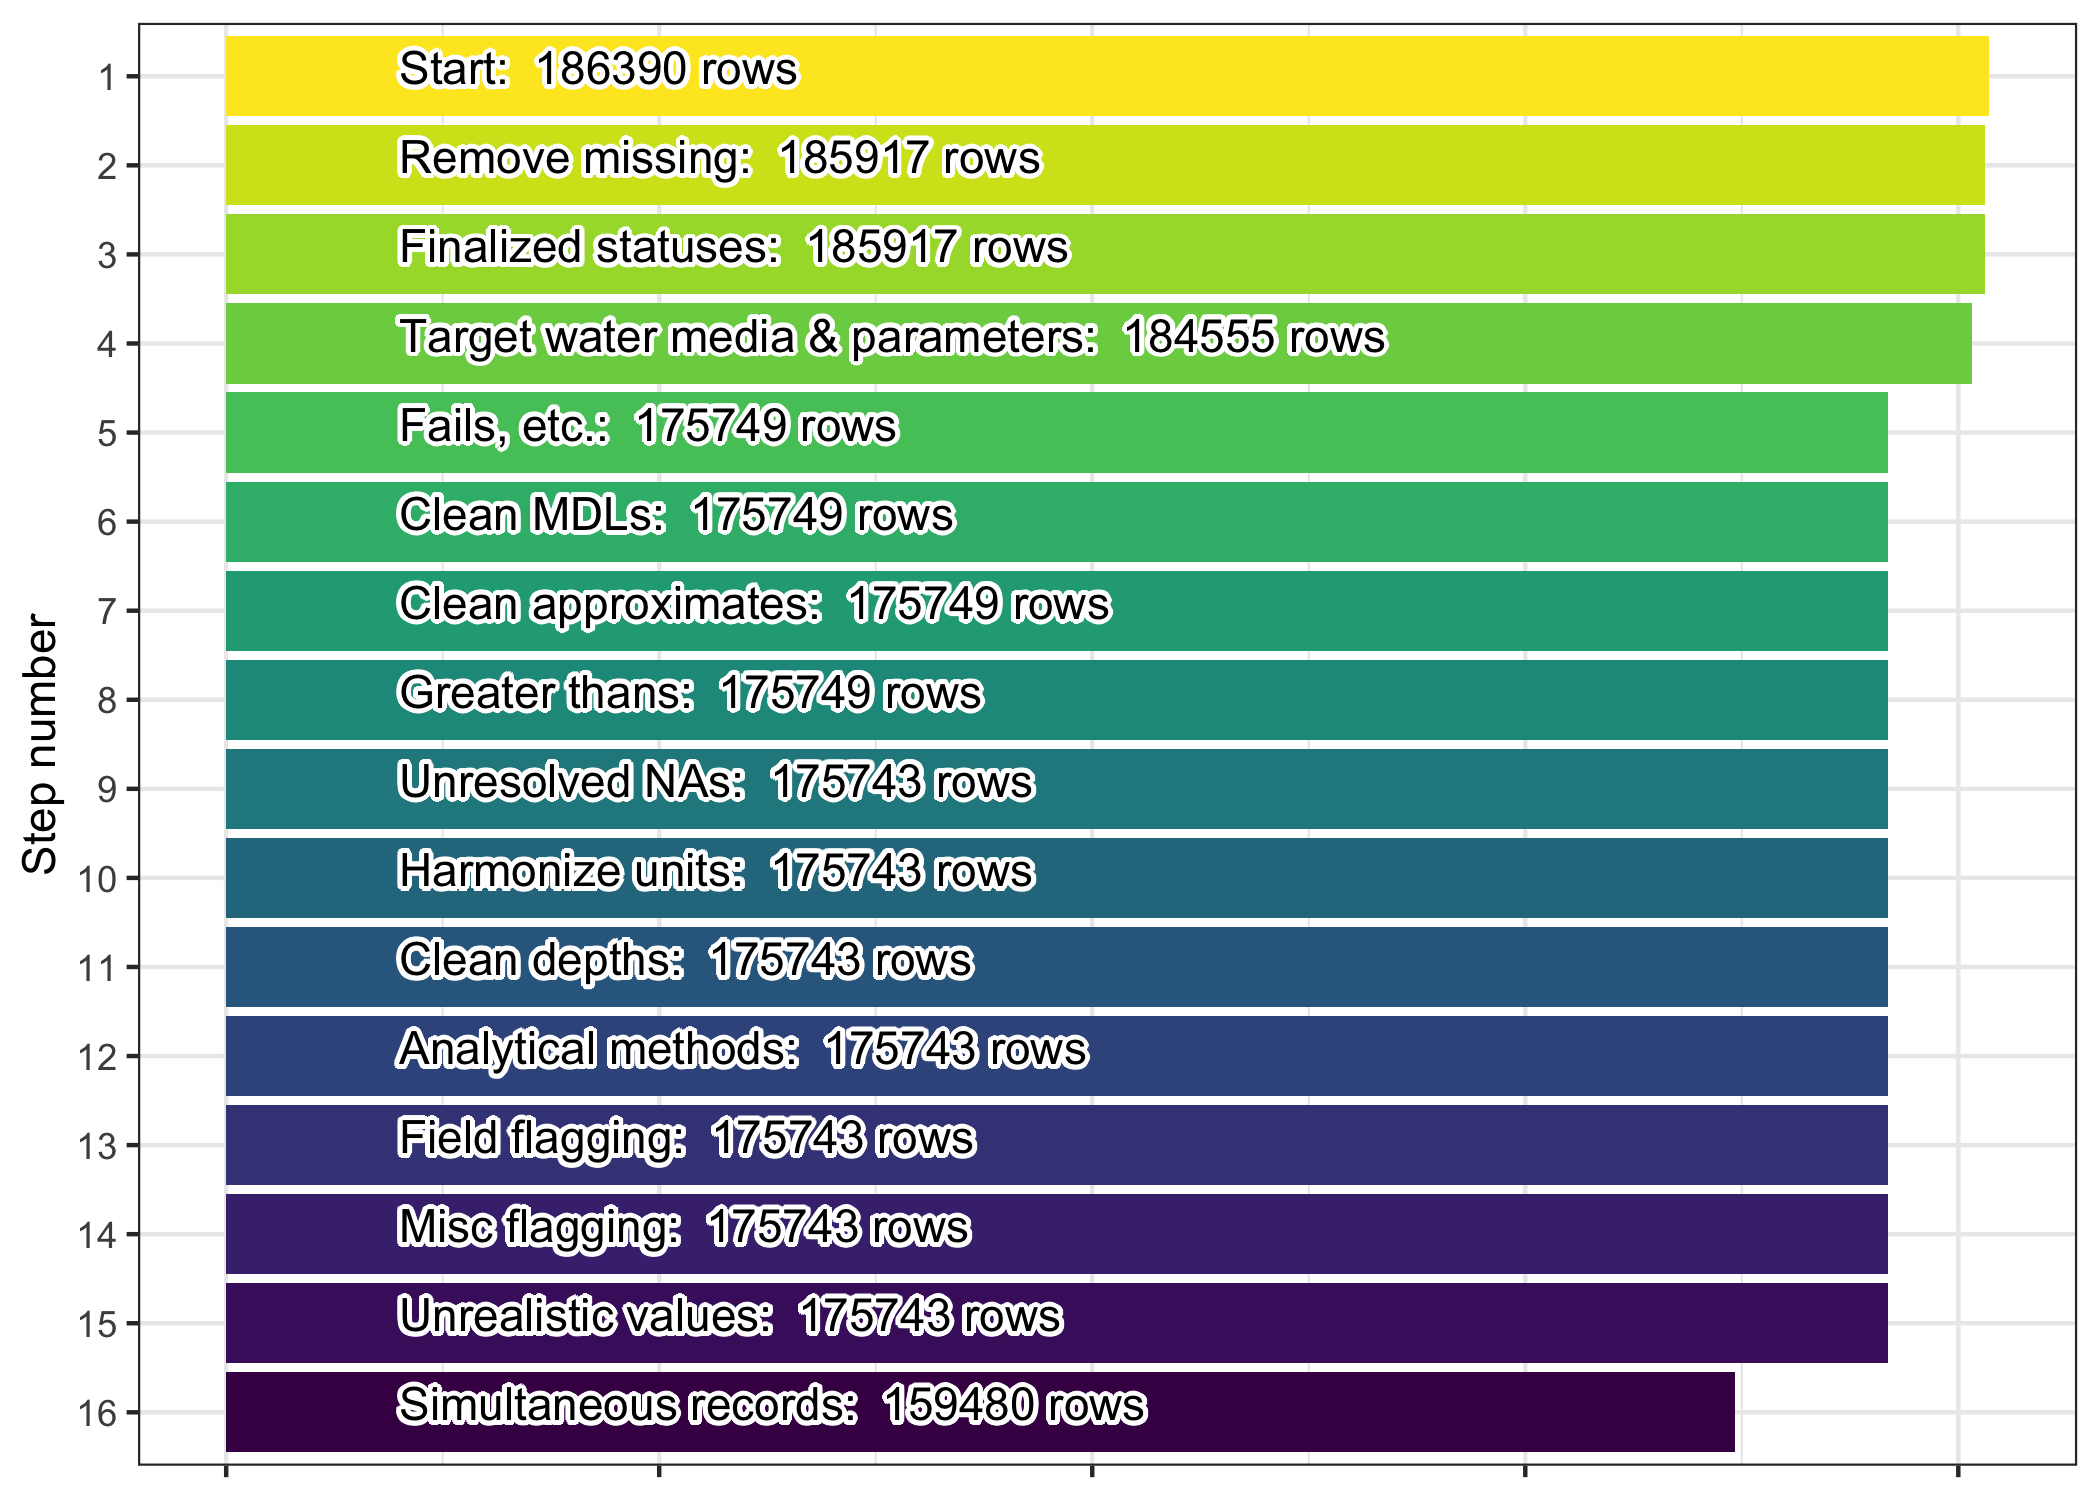 Step number
1
Start: 186390 rows
2
Remove missing: 185917 rows
3
Finalized statuses: 185917 rows
4
Target water media & parameters: 184555 rows
5
Fails, etc.: 175749 rows
6
Clean MDLs: 175749 rows
7
Clean approximates: 175749 rows
8
Greater thans: 175749 rows
9
Unresolved NAs: 175743 rows
10
Harmonize units: 175743 rows
11
Clean depths: 175743 rows
12
Analytical methods: 175743 rows
13
Field flagging: 175743 rows
14
Misc flagging: 175743 rows
15
Unrealistic values: 175743 rows
16
Simultaneous records: 159480 rows